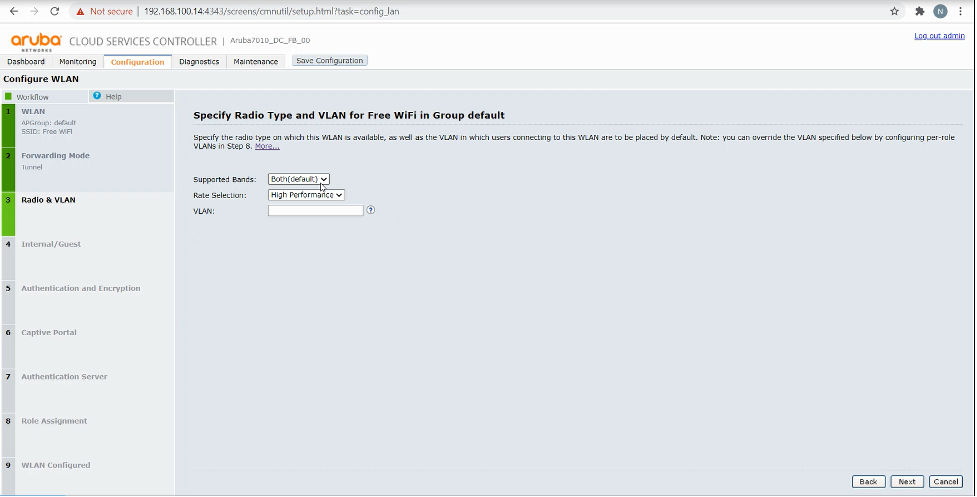 Not secure | 192.168.100.14:4343/screens/cmnutil/setup.html?task=config_lan
N
aruba NETWORKS CLOUD SERVICES CONTROLLER | Aruba7010_DC_FB_00
Log out admin
Dashboard Monitoring Configuration Diagnostics Maintenance Save Configuration
Configure WLAN
Workflow ? Help
1 WLAN
APGroup: default
SSID: Free WiFi
2 Forwarding Mode
Tunnel
3 Radio & VLAN
4 Internal/Guest
5 Authentication and Encryption
6 Captive Portal
7 Authentication Server
8 Role Assignment
9 WLAN Configured
Specify Radio Type and VLAN for Free WiFi in Group default
Specify the radio type on which this WLAN is available, as well as the VLAN in which users connecting to this WLAN are to be placed by default. Note: you can override the VLAN specified below by configuring per-role
VLANs in Step 8. More...
Supported Bands: Both(default)
Rate Selection: High Performance
VLAN: ?
Back Next Cancel